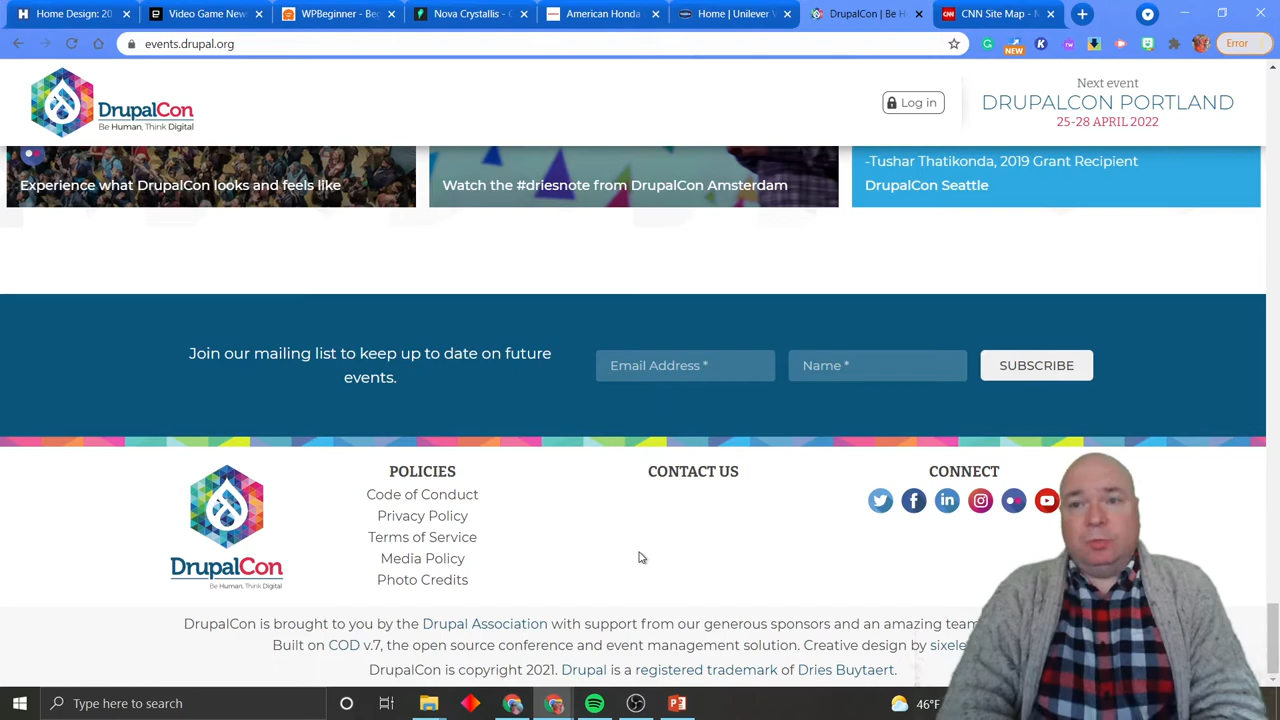 Home Design: 20
Video Game New
WPBeginner - Be
Nova Crystallis -
American Honda
Home | Unilever
DrupalCon | Be H
CNN Site Map -
events.drupal.org
NEW
Error
DrupalCon
Be Human, Think Digital
Log in
Next event
DRUPALCON PORTLAND
25-28 APRIL 2022
Experience what DrupalCon looks and feels like
Watch the #driesnote from DrupalCon Amsterdam
-Tushar Thatikonda, 2019 Grant Recipient
DrupalCon Seattle
Join our mailing list to keep up to date on future
events.
Email Address *
Name *
SUBSCRIBE
DrupalCon
Be Human, Think Digital
POLICIES
Code of Conduct
Privacy Policy
Terms of Service
Media Policy
Photo Credits
CONTACT US
CONNECT
DrupalCon is brought to you by the Drupal Association with support from our generous sponsors and an amazing team
Built on COD v.7, the open source conference and event management solution. Creative design by sixele
DrupalCon is copyright 2021. Drupal is a registered trademark of Dries Buytaert.
Type here to search
46°F